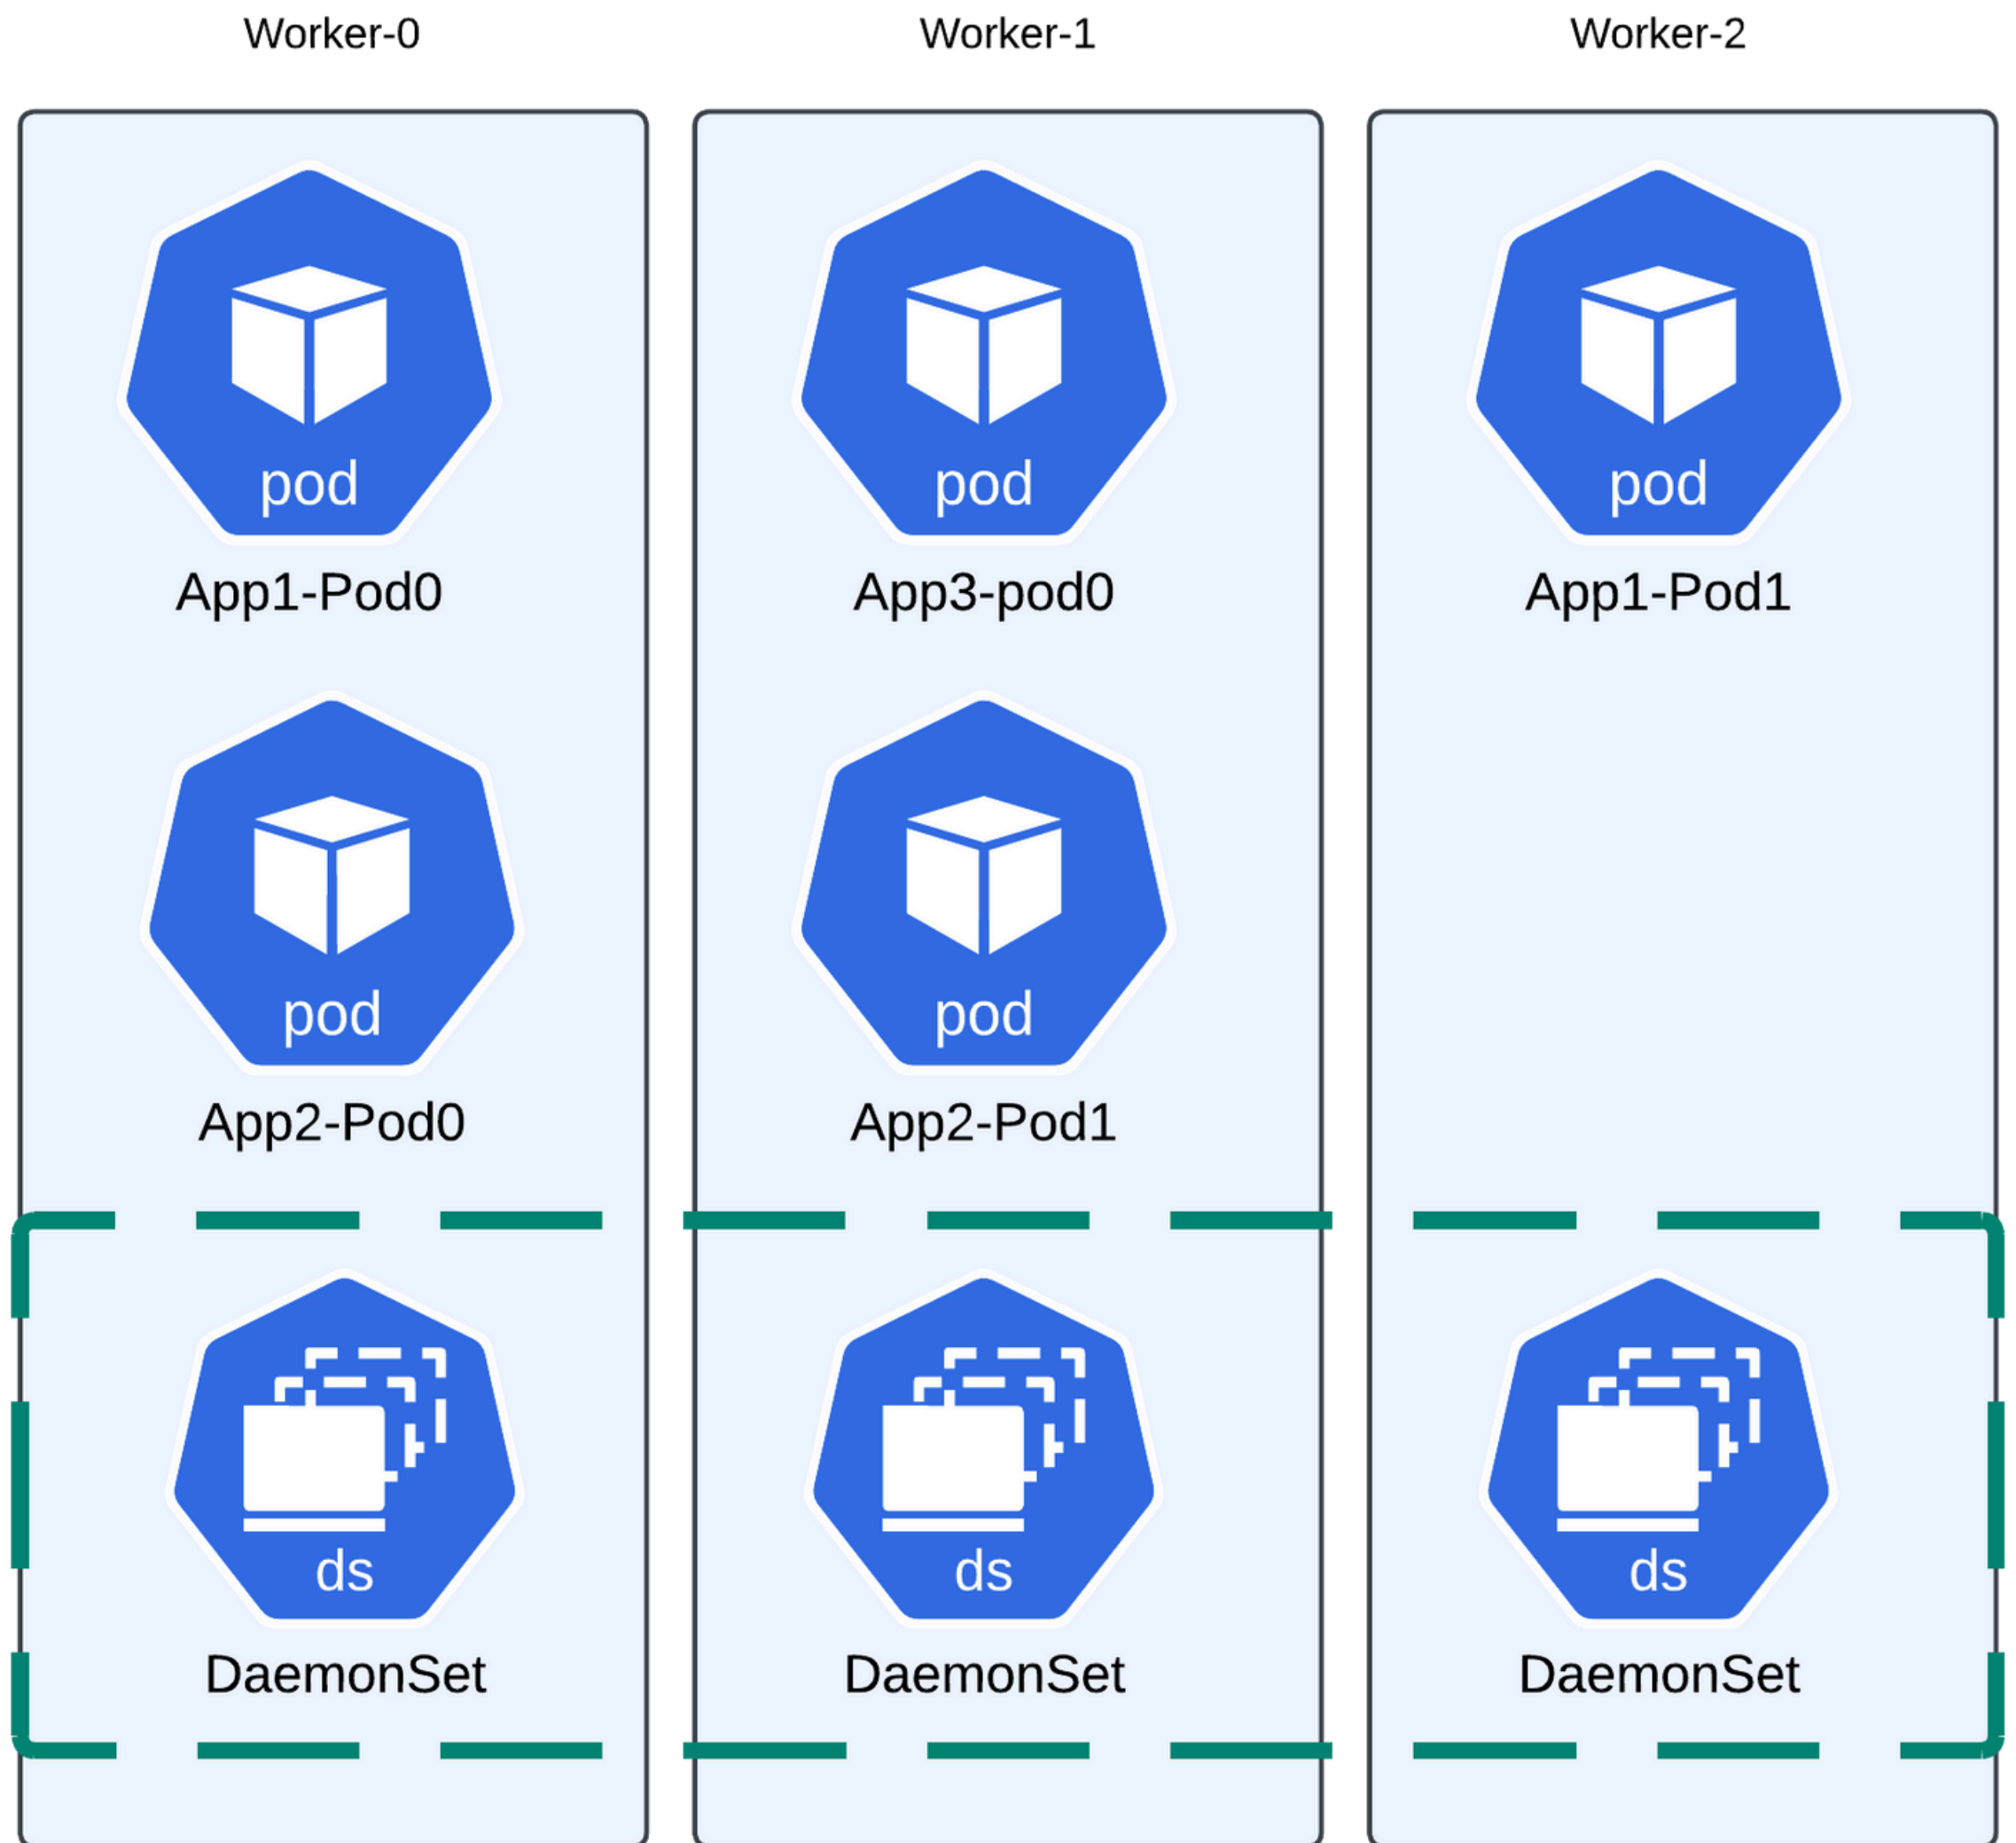 Worker-0
Worker-1
Worker-2
pod
pod
pod
App1-Pod0
App3-pod0
App1-Pod1
pod
pod
App2-Pod0
App2-Pod1
ds
ds
ds
DaemonSet
DaemonSet
DaemonSet